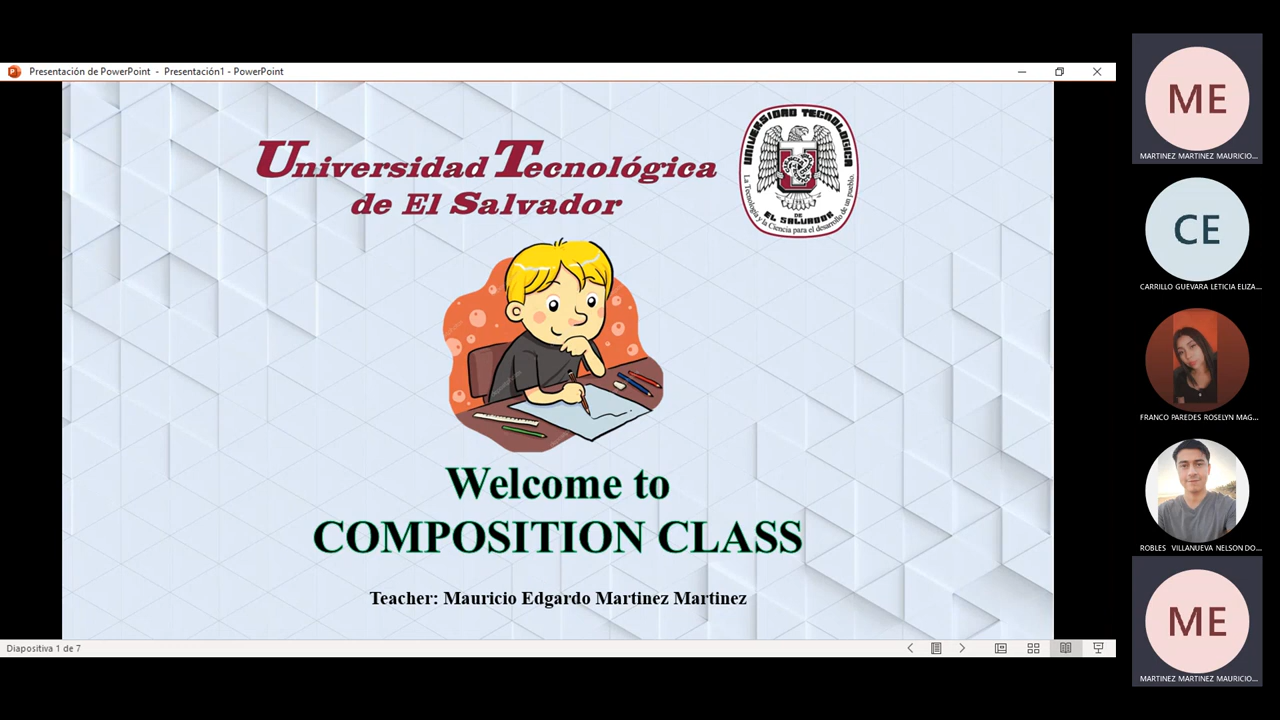 Presentación de PowerPoint - Presentación1 - PowerPoint
Universidad Tecnológica
de El Salvador
UNIVERSIDAD TECNOLOGICA
DE
EL SALVADOR
La Tecnología y la Ciencia para el desarrollo de un pueblo.
Welcome to
COMPOSITION CLASS
Teacher: Mauricio Edgardo Martinez Martinez
Diapositiva 1 de 7
ME
MARTINEZ MARTINEZ MAURICIO...
CE
CARRILLO GUEVARA LETICIA ELIZA...
FRANCO PAREDES ROSELYN MAG...
ROBLES VILLANUEVA NELSON DO...
ME
MARTINEZ MARTINEZ MAURICIO...